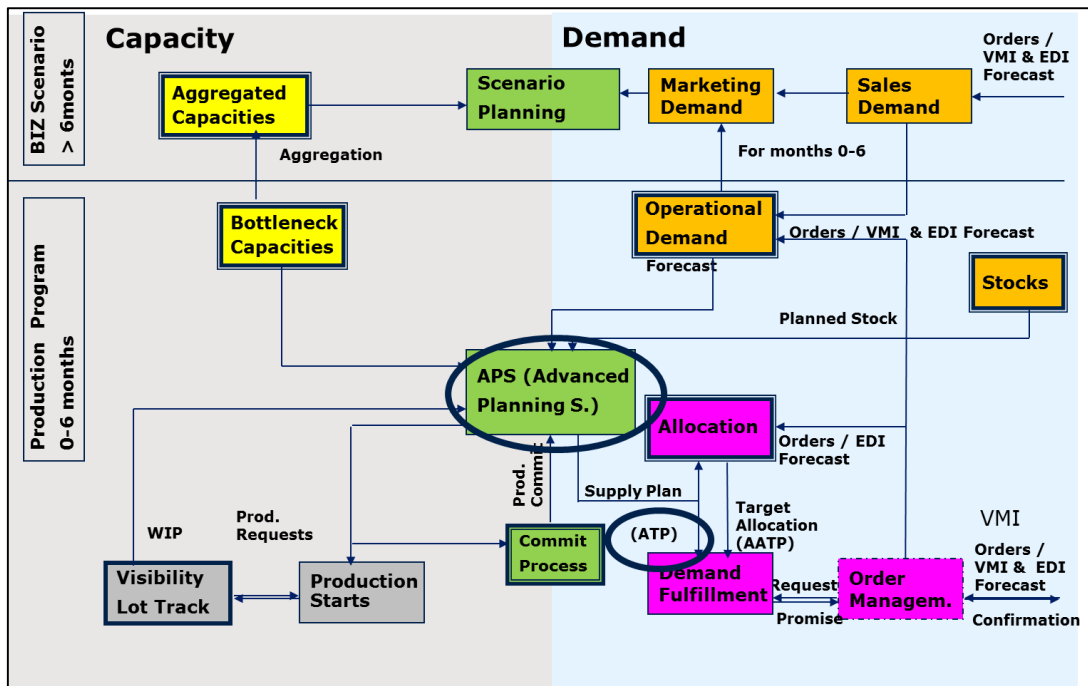 Capacity
Demand
BIZ Scenario
> 6monts
Aggregated
Capacities
Scenario
Planning
Marketing
Demand
Sales
Demand
Orders /
VMI & EDI
Forecast
Aggregation
For months 0-6
Production Program
0-6 months
Bottleneck
Capacities
Operational
Demand
Forecast
Orders / VMI & EDI Forecast
Stocks
Planned Stock
APS (Advanced
Planning S.)
Allocation
Orders / EDI
Forecast
Prod.
Commit
Supply Plan
WIP
Prod.
Requests
(ATP)
Target
Allocation
(AATP)
VMI
Visibility
Lot Track
Production
Starts
Commit
Process
Demand
Fulfillment
Request
Promise
Order
Managem.
Orders /
VMI & EDI
Forecast
Confirmation